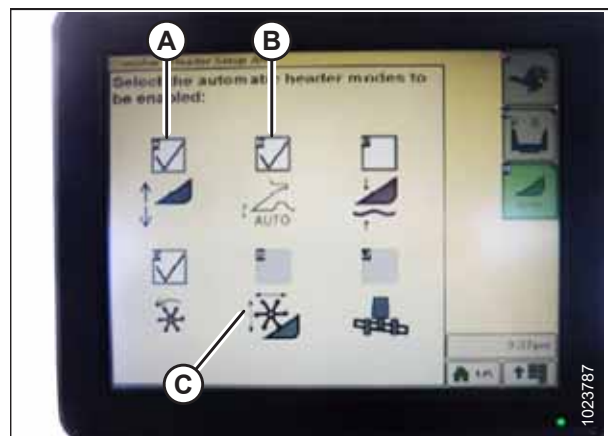 A
B
Select the automatic header modes to
be enabled:
AUTO
C
1023787